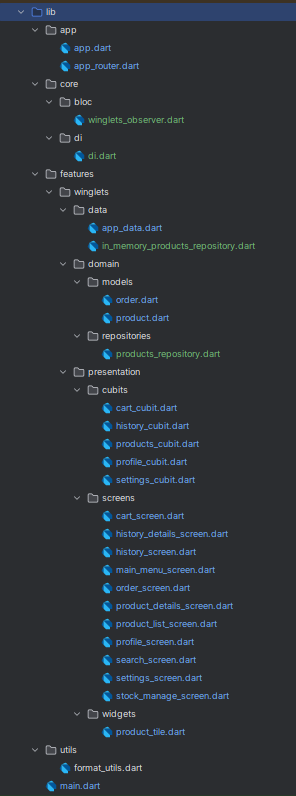 lib
app
app.dart
app_router.dart
core
bloc
winglets_observer.dart
di
di.dart
features
winglets
data
app_data.dart
in_memory_products_repository.dart
domain
models
order.dart
product.dart
repositories
products_repository.dart
presentation
cubits
cart_cubit.dart
history_cubit.dart
products_cubit.dart
profile_cubit.dart
settings_cubit.dart
screens
cart_screen.dart
history_details_screen.dart
history_screen.dart
main_menu_screen.dart
order_screen.dart
product_details_screen.dart
product_list_screen.dart
profile_screen.dart
search_screen.dart
settings_screen.dart
stock_manage_screen.dart
widgets
product_tile.dart
utils
format_utils.dart
main.dart